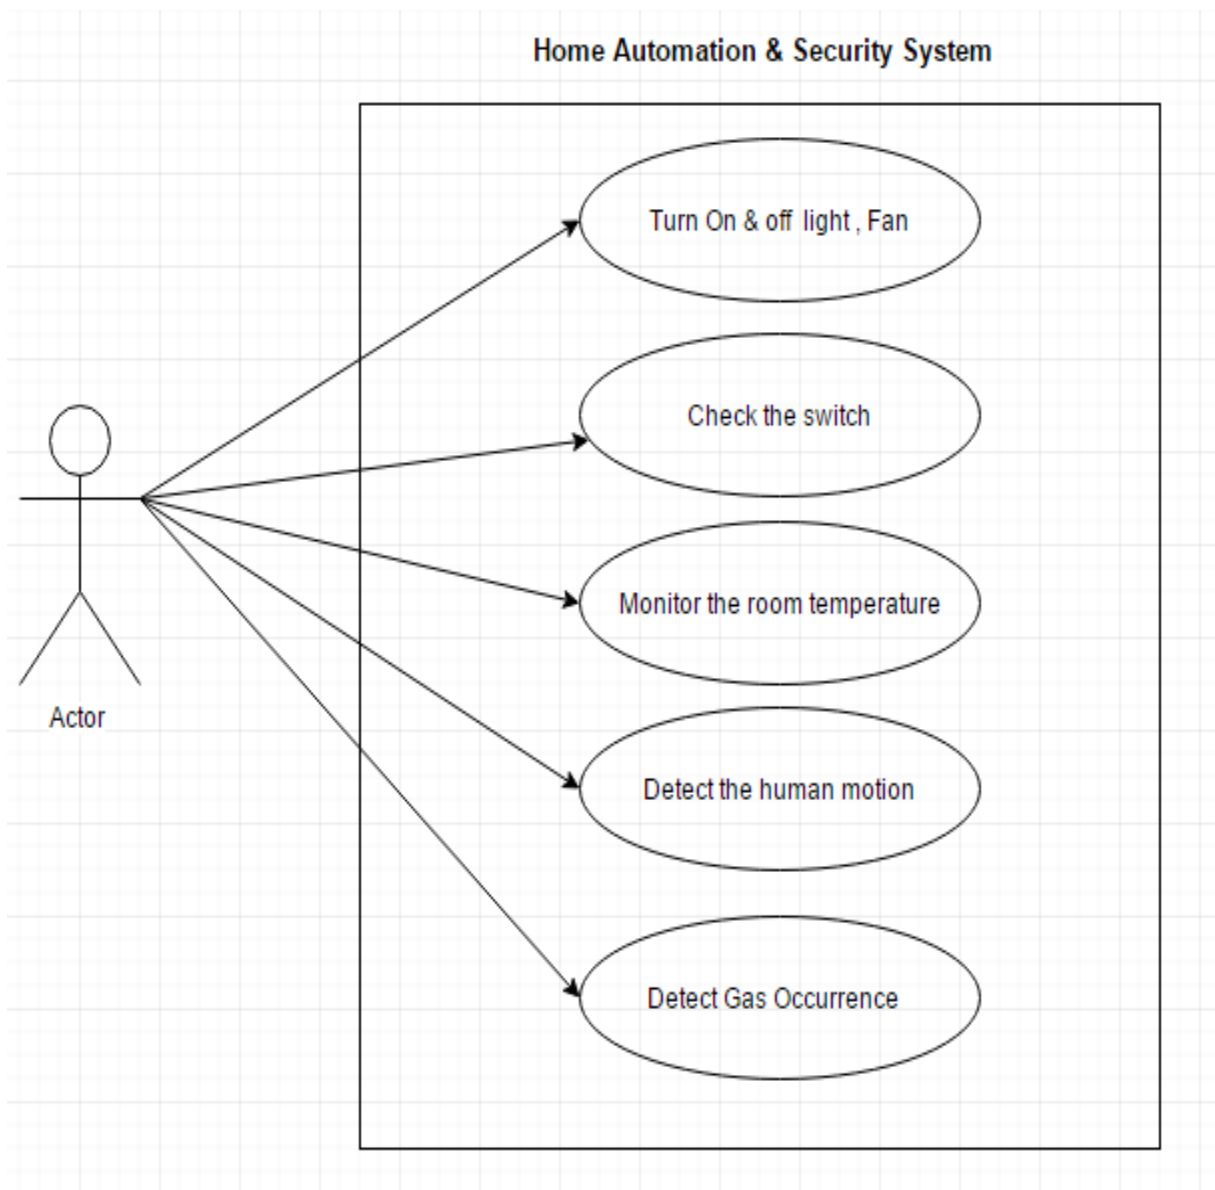 Home Automation & Security System
Turn On & off light , Fan
Check the switch
Monitor the room temperature
Actor
Detect the human motion
Detect Gas Occurrence